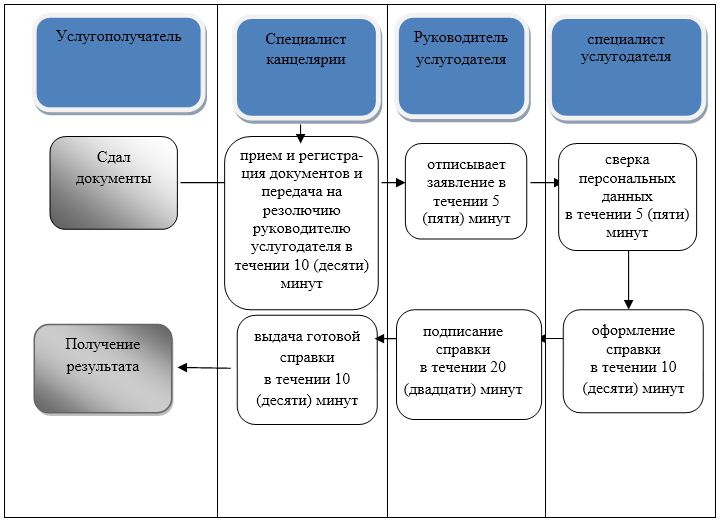 Услугополучатель
Специалист
канцелярии
Руководитель
услугодателя
специалист
услугодателя
Сдал
документы
прием и регистра-
ция документов и
передача на
резолючию
руководителю
услугодателя в
течении 10 (десяти)
минут
отписывает
заявление в
течении 5
(пяти) минут
сверка
персональных
данных
в течении 5 (пяти)
минут
Получение
результата
выдача готовой
справки
в течении 10
(десяти) минут
подписание
справки
в течении 20
(двадцати) минут
оформление
справки
в течении 10
(десяти) минут